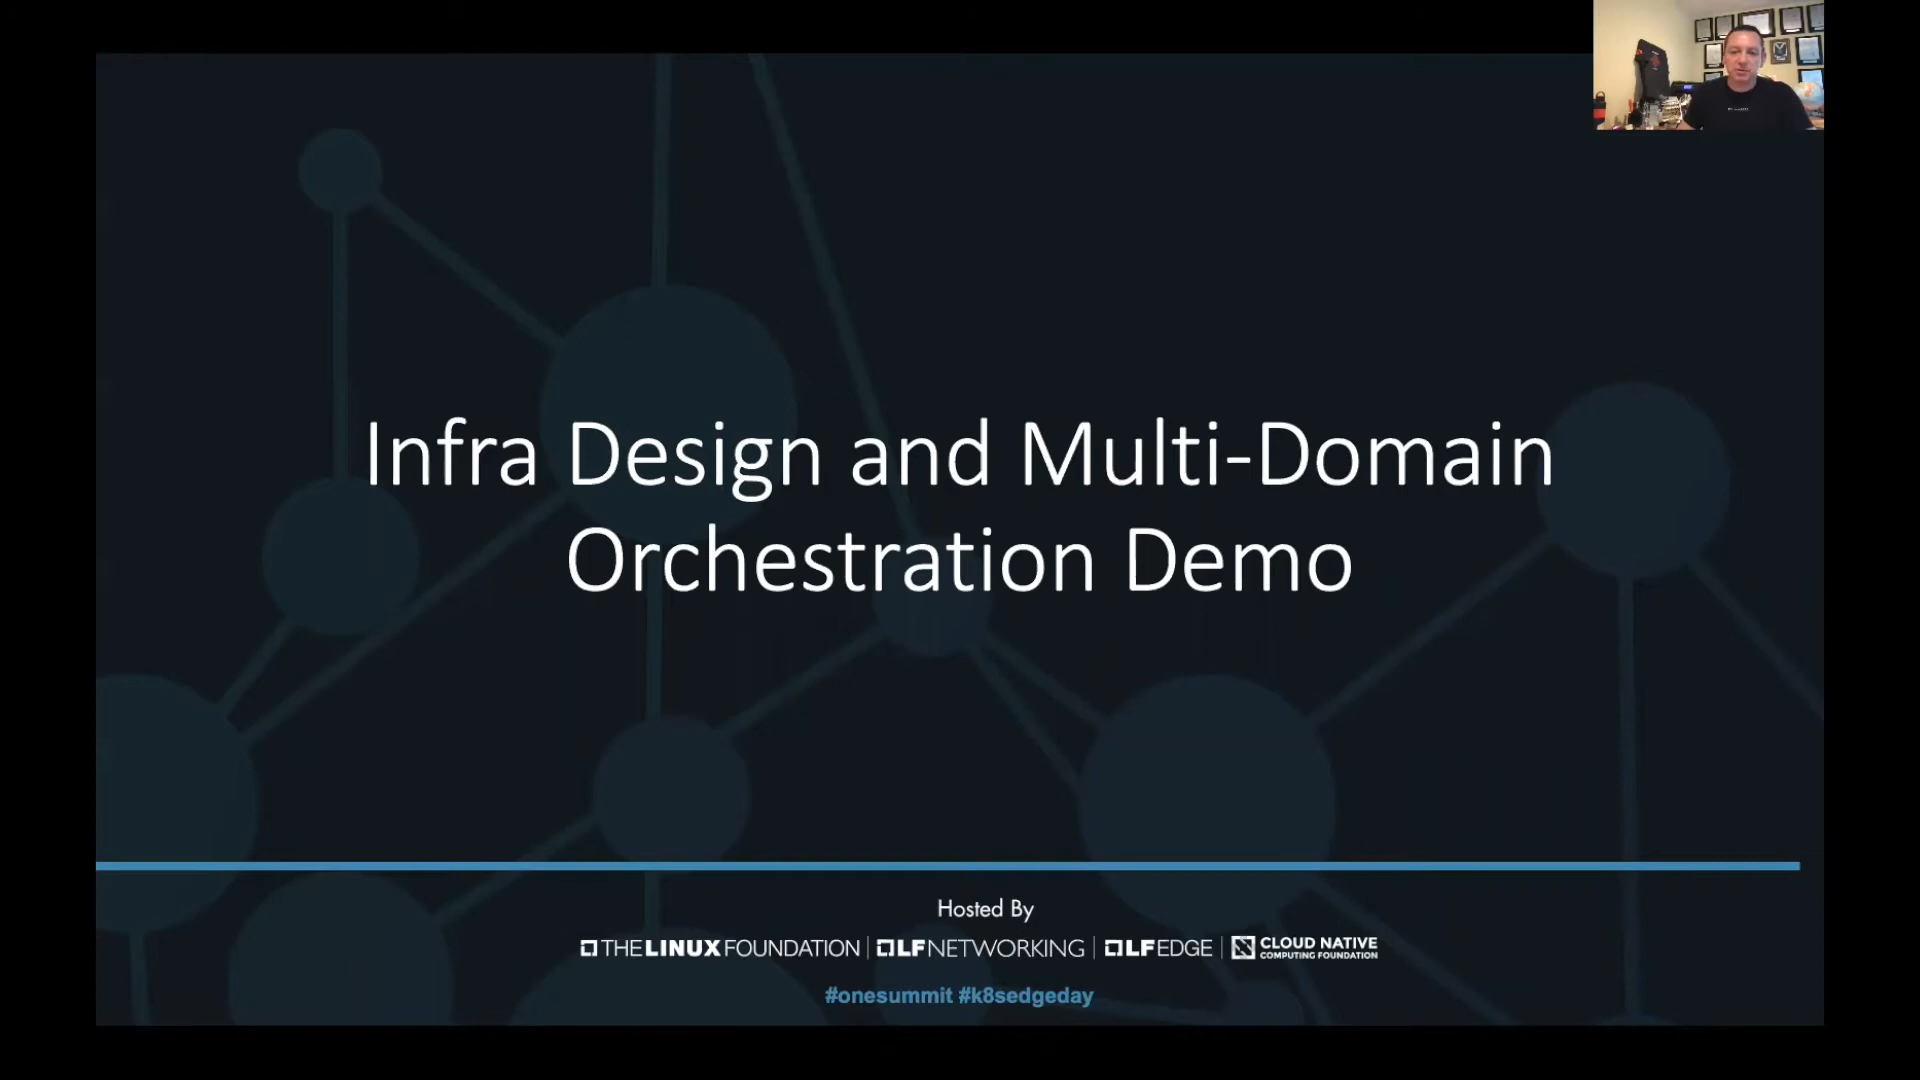 Infra Design and Multi-Domain
Orchestration Demo
Hosted By
THE LINUX FOUNDATION | LF NETWORKING | LF EDGE | CLOUD NATIVE COMPUTING FOUNDATION
#onesummit #k8sedgeday